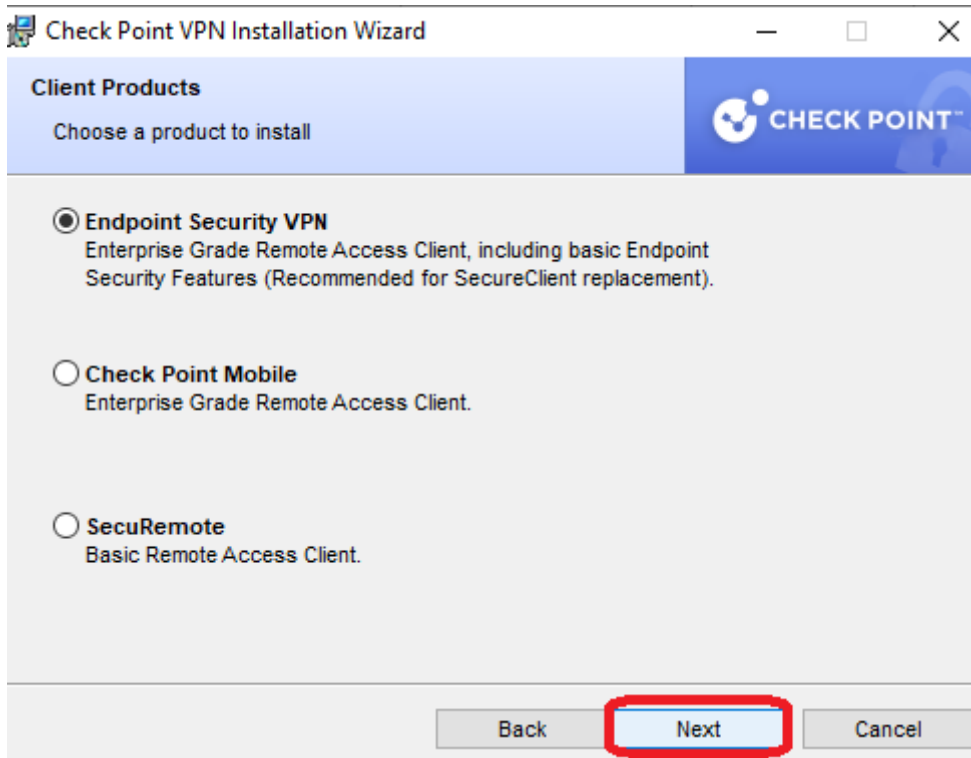 Check Point VPN Installation Wizard
Client Products
Choose a product to install
CHECK POINT™
Endpoint Security VPN
Enterprise Grade Remote Access Client, including basic Endpoint
Security Features (Recommended for SecureClient replacement).
Check Point Mobile
Enterprise Grade Remote Access Client.
SecuRemote
Basic Remote Access Client.
Back
Next
Cancel